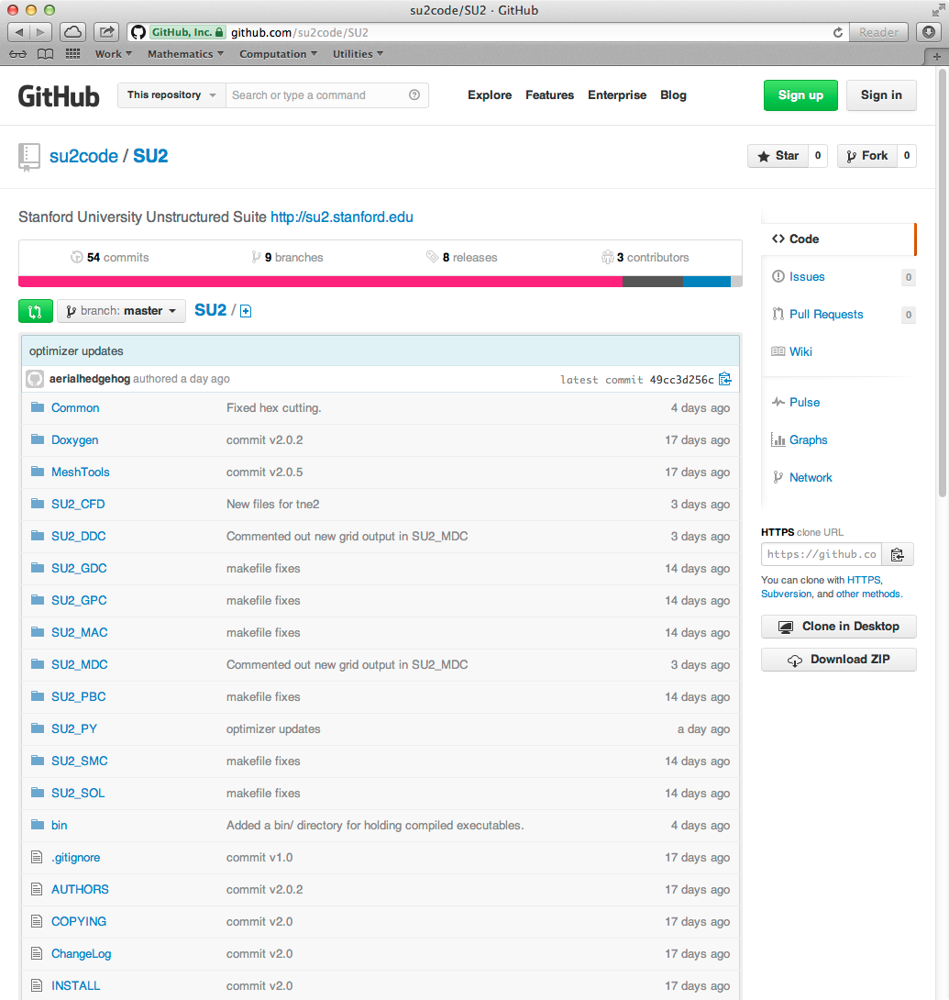 su2code/SU2 · GitHub
GitHub, Inc. github.com/su2code/SU2 Reader
Work Mathematics Computation Utilities
GitHub This repository Search or type a command Explore Features Enterprise Blog Sign up Sign in
su2code / SU2 Star 0 Fork 0
Stanford University Unstructured Suite http://su2.stanford.edu
54 commits 9 branches 8 releases 3 contributors
branch: master SU2 /
optimizer updates
aerialhedgehog authored a day ago latest commit 49cc3d256c
Common Fixed hex cutting. 4 days ago
Doxygen commit v2.0.2 17 days ago
MeshTools commit v2.0.5 17 days ago
SU2_CFD New files for tne2 3 days ago
SU2_DDC Commented out new grid output in SU2_MDC 3 days ago
SU2_GDC makefile fixes 14 days ago
SU2_GPC makefile fixes 14 days ago
SU2_MAC makefile fixes 14 days ago
SU2_MDC Commented out new grid output in SU2_MDC 3 days ago
SU2_PBC makefile fixes 14 days ago
SU2_PY optimizer updates a day ago
SU2_SMC makefile fixes 14 days ago
SU2_SOL makefile fixes 14 days ago
bin Added a bin/ directory for holding compiled executables. 4 days ago
.gitignore commit v1.0 17 days ago
AUTHORS commit v2.0.2 17 days ago
COPYING commit v2.0 17 days ago
ChangeLog commit v2.0 17 days ago
INSTALL commit v2.0 17 days ago
Code
Issues 0
Pull Requests 0
Wiki
Pulse
Graphs
Network
HTTPS clone URL
https://github.co
You can clone with HTTPS,
Subversion, and other methods.
Clone in Desktop
Download ZIP